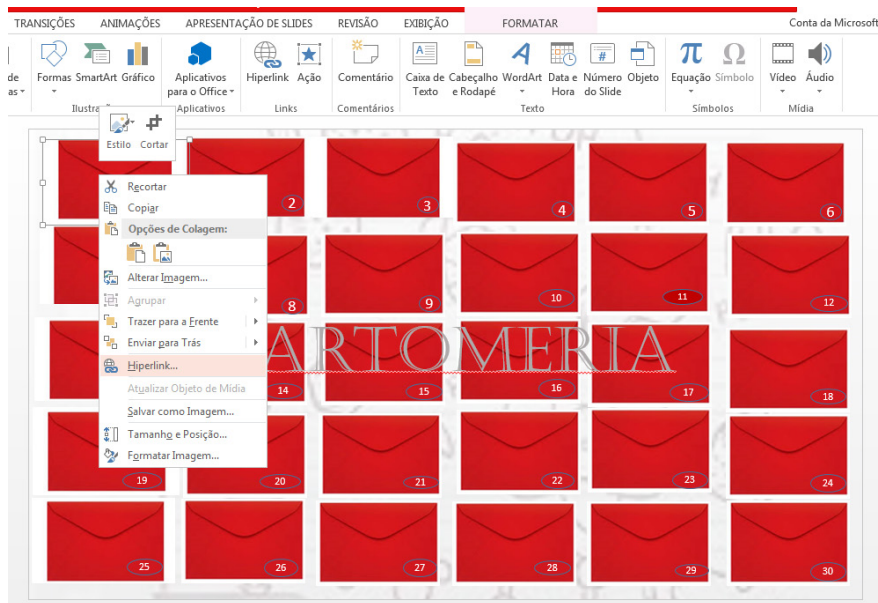 TRANSIÇÕES ANIMAÇÕES APRESENTAÇÃO DE SLIDES REVISÃO EXIBIÇÃO FORMATAR Conta da Microsoft
de Formas SmartArt Gráfico Aplicativos Hiperlink Ação Comentário Caixa de Cabeçalho WordArt Data e Número Objeto Equação Símbolo Vídeo Áudio
as para o Office Texto e Rodapé Hora do Slide
Ilustra Aplicativos Links Comentários Texto Símbolos Mídia
Estilo Cortar
Recortar
Copiar
Opções de Colagem:
Alterar Imagem...
Agrupar
Trazer para a Frente
Enviar para Trás
Hiperlink...
Atualizar Objeto de Mídia
Salvar como Imagem...
Tamanho e Posição...
Formatar Imagem...
2 3 4 5 6
8 9 10 11 12
ARTOMERIA
14 15 16 17 18
19 20 21 22 23 24
25 26 27 28 29 30